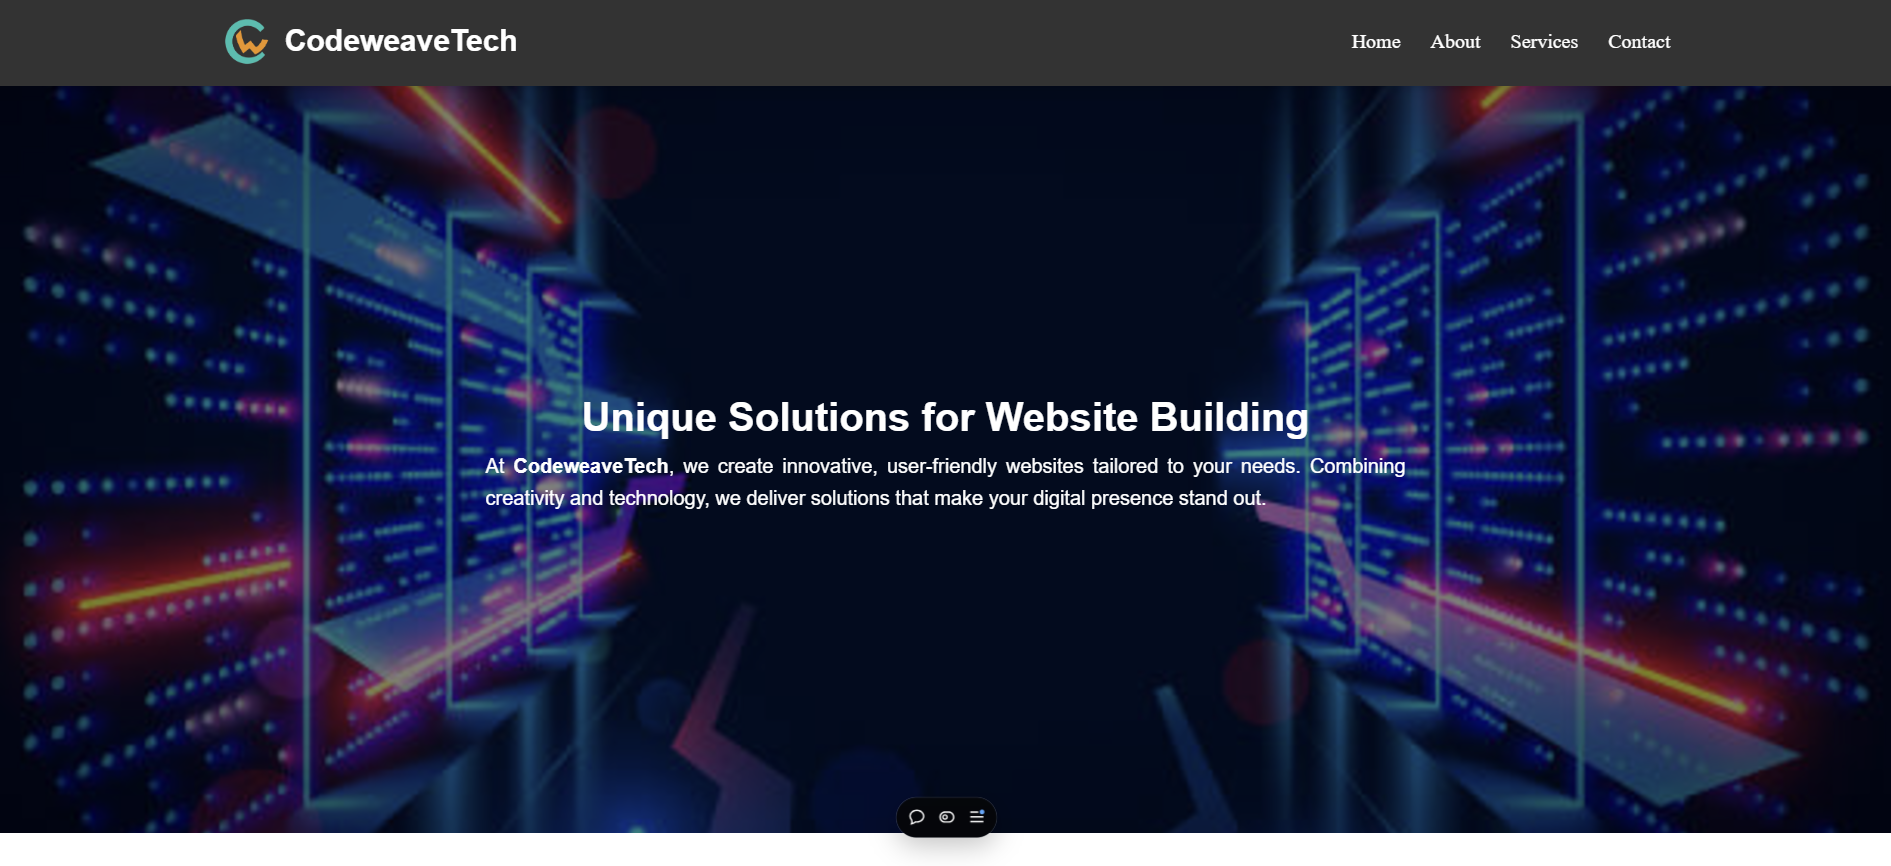 CodeweaveTech
Home About Services Contact
Unique Solutions for Website Building
At CodeweaveTech, we create innovative, user-friendly websites tailored to your needs. Combining
creativity and technology, we deliver solutions that make your digital presence stand out.